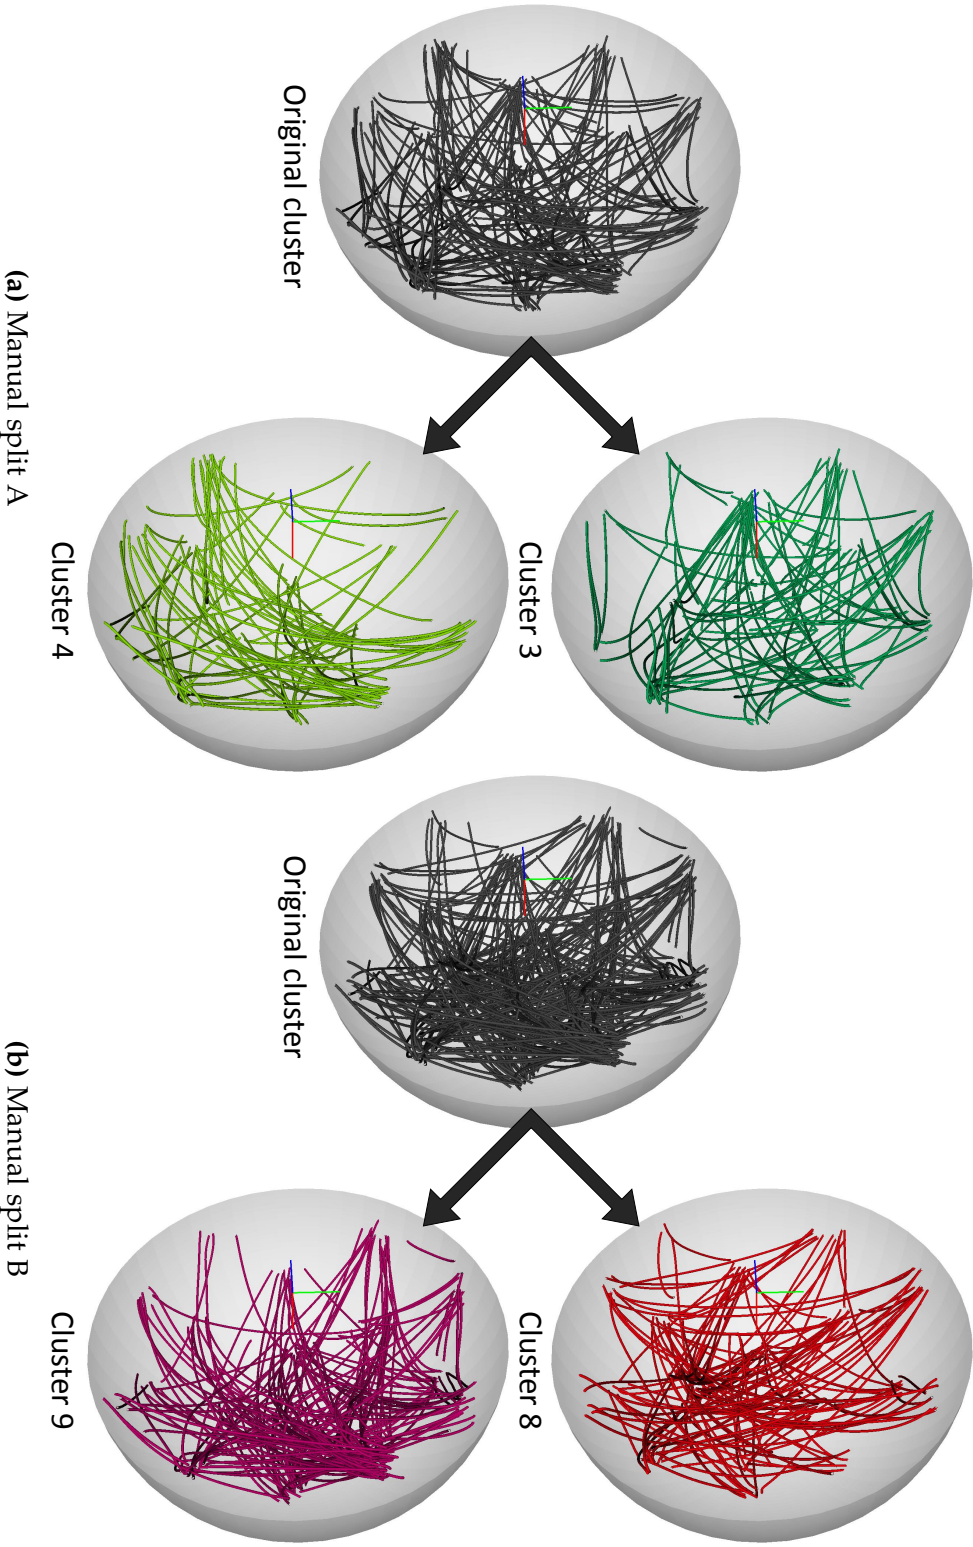 Original cluster
Cluster 3
Cluster 4
(a) Manual split A
Original cluster
Cluster 8
Cluster 9
(b) Manual split B